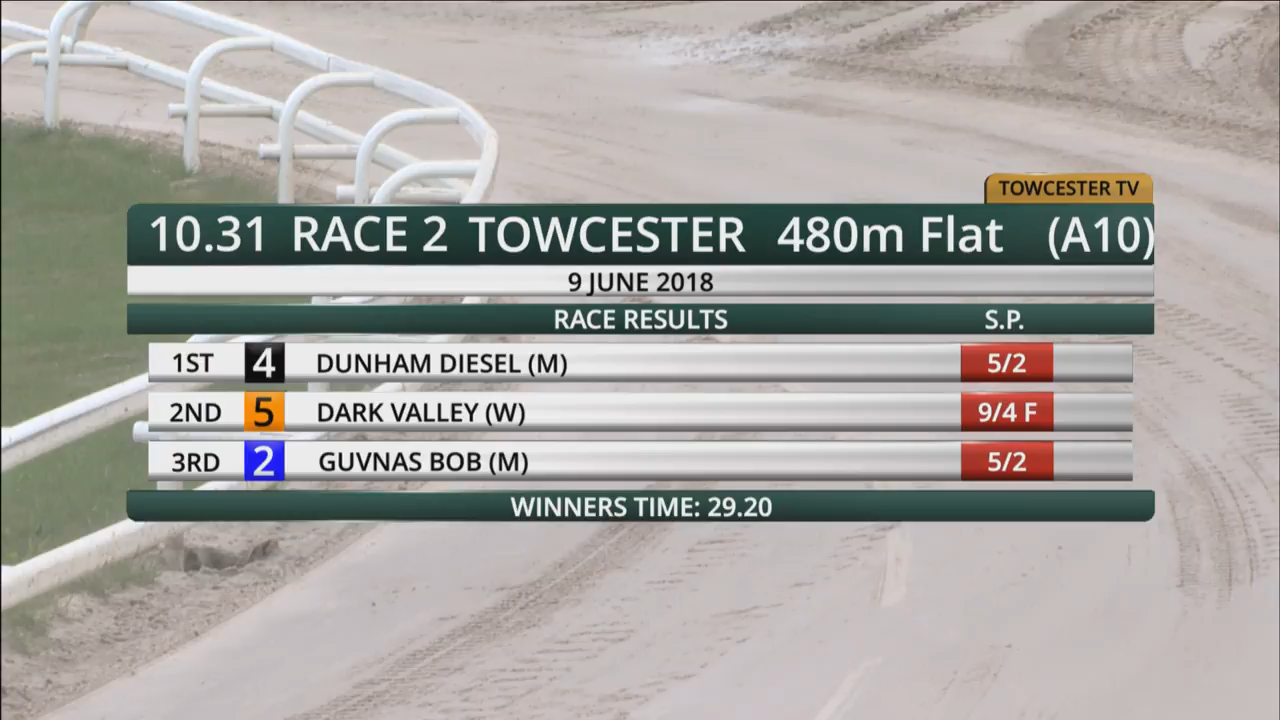 TOWCESTER TV
10.31 RACE 2 TOWCESTER 480m Flat (A10)
9 JUNE 2018
RACE RESULTS S.P.
1ST 4 DUNHAM DIESEL (M) 5/2
2ND 5 DARK VALLEY (W) 9/4 F
3RD 2 GUVNAS BOB (M) 5/2
WINNERS TIME: 29.20